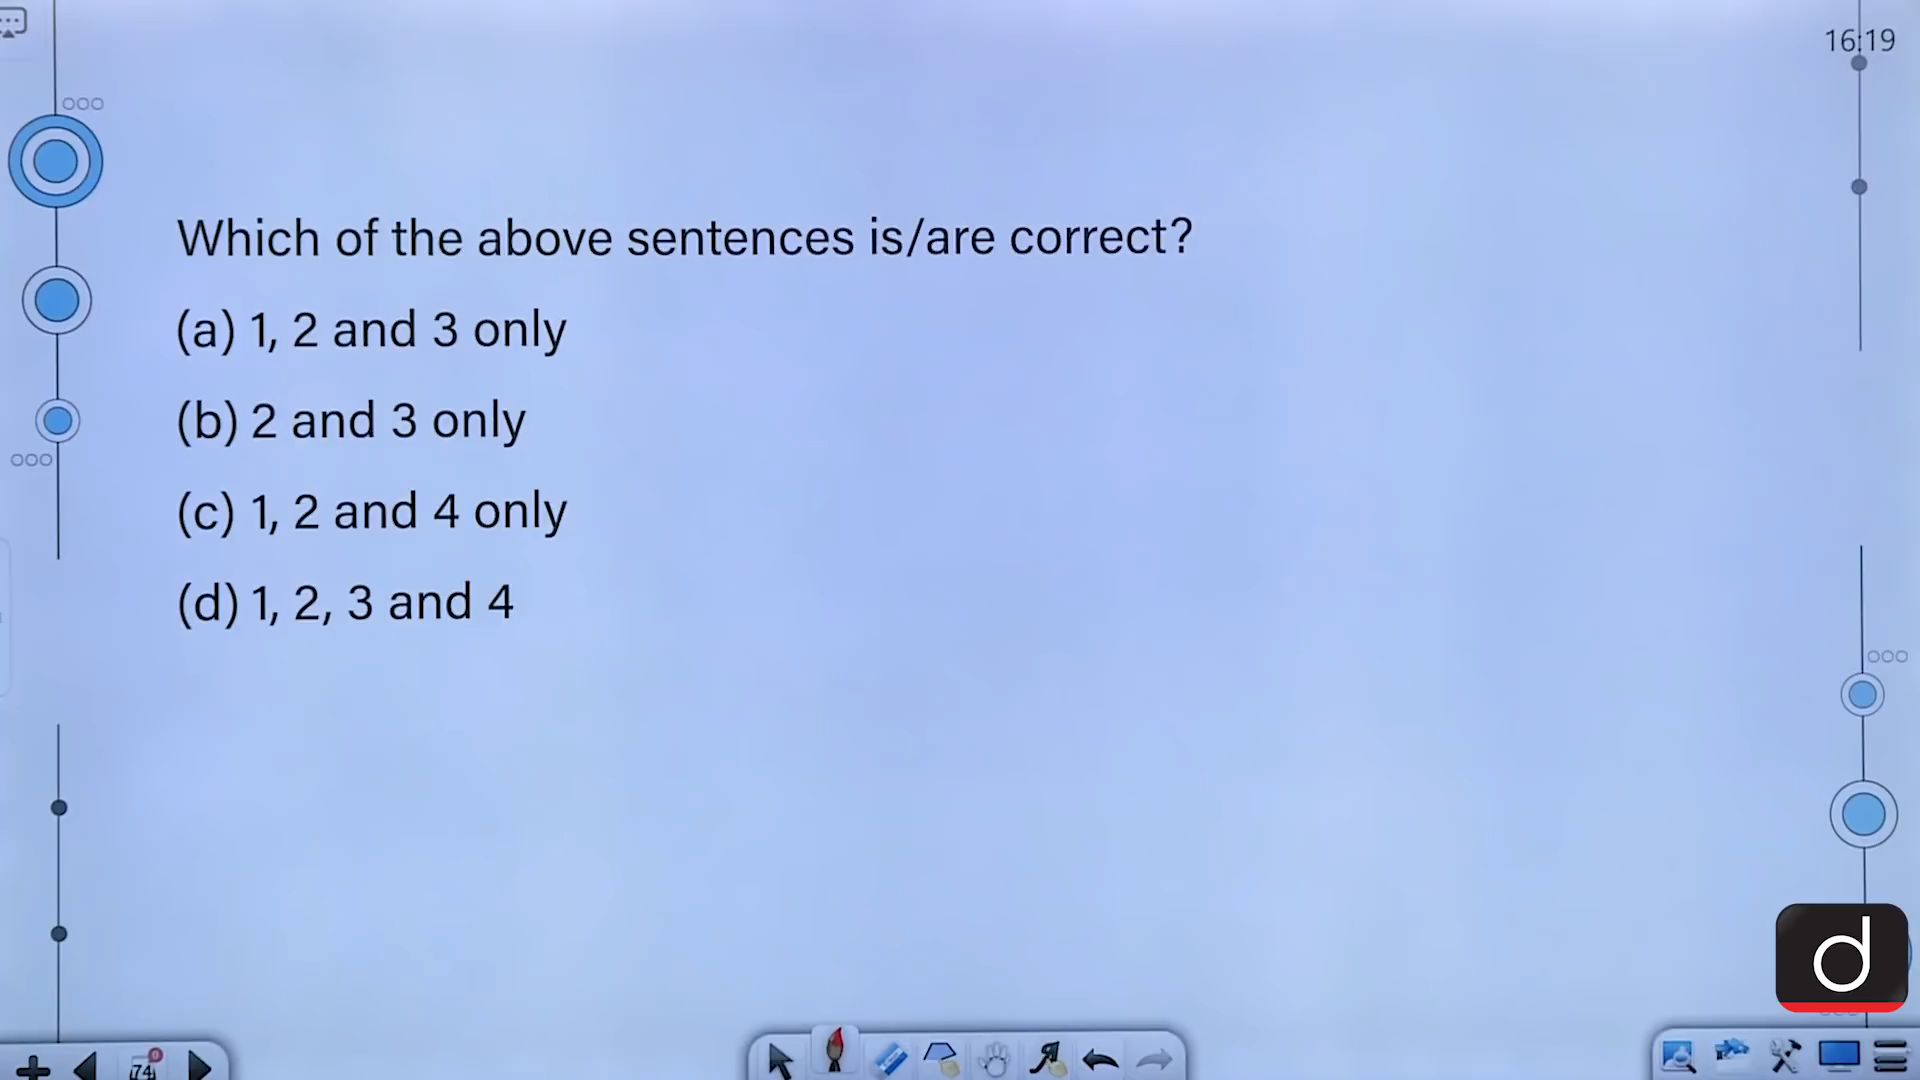 16:19
Which of the above sentences is/are correct?
(a) 1, 2 and 3 only
(b) 2 and 3 only
(c) 1, 2 and 4 only
(d) 1, 2, 3 and 4
d
74
0